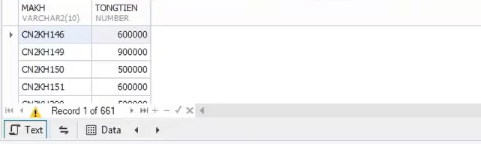 MAKH TONGTIEN
VARCHAR2(10) NUMBER
CN2KH146 600000
CN2KH149 900000
CN2KH150 500000
CN2KH151 600000
Record 1 of 661
Text Data